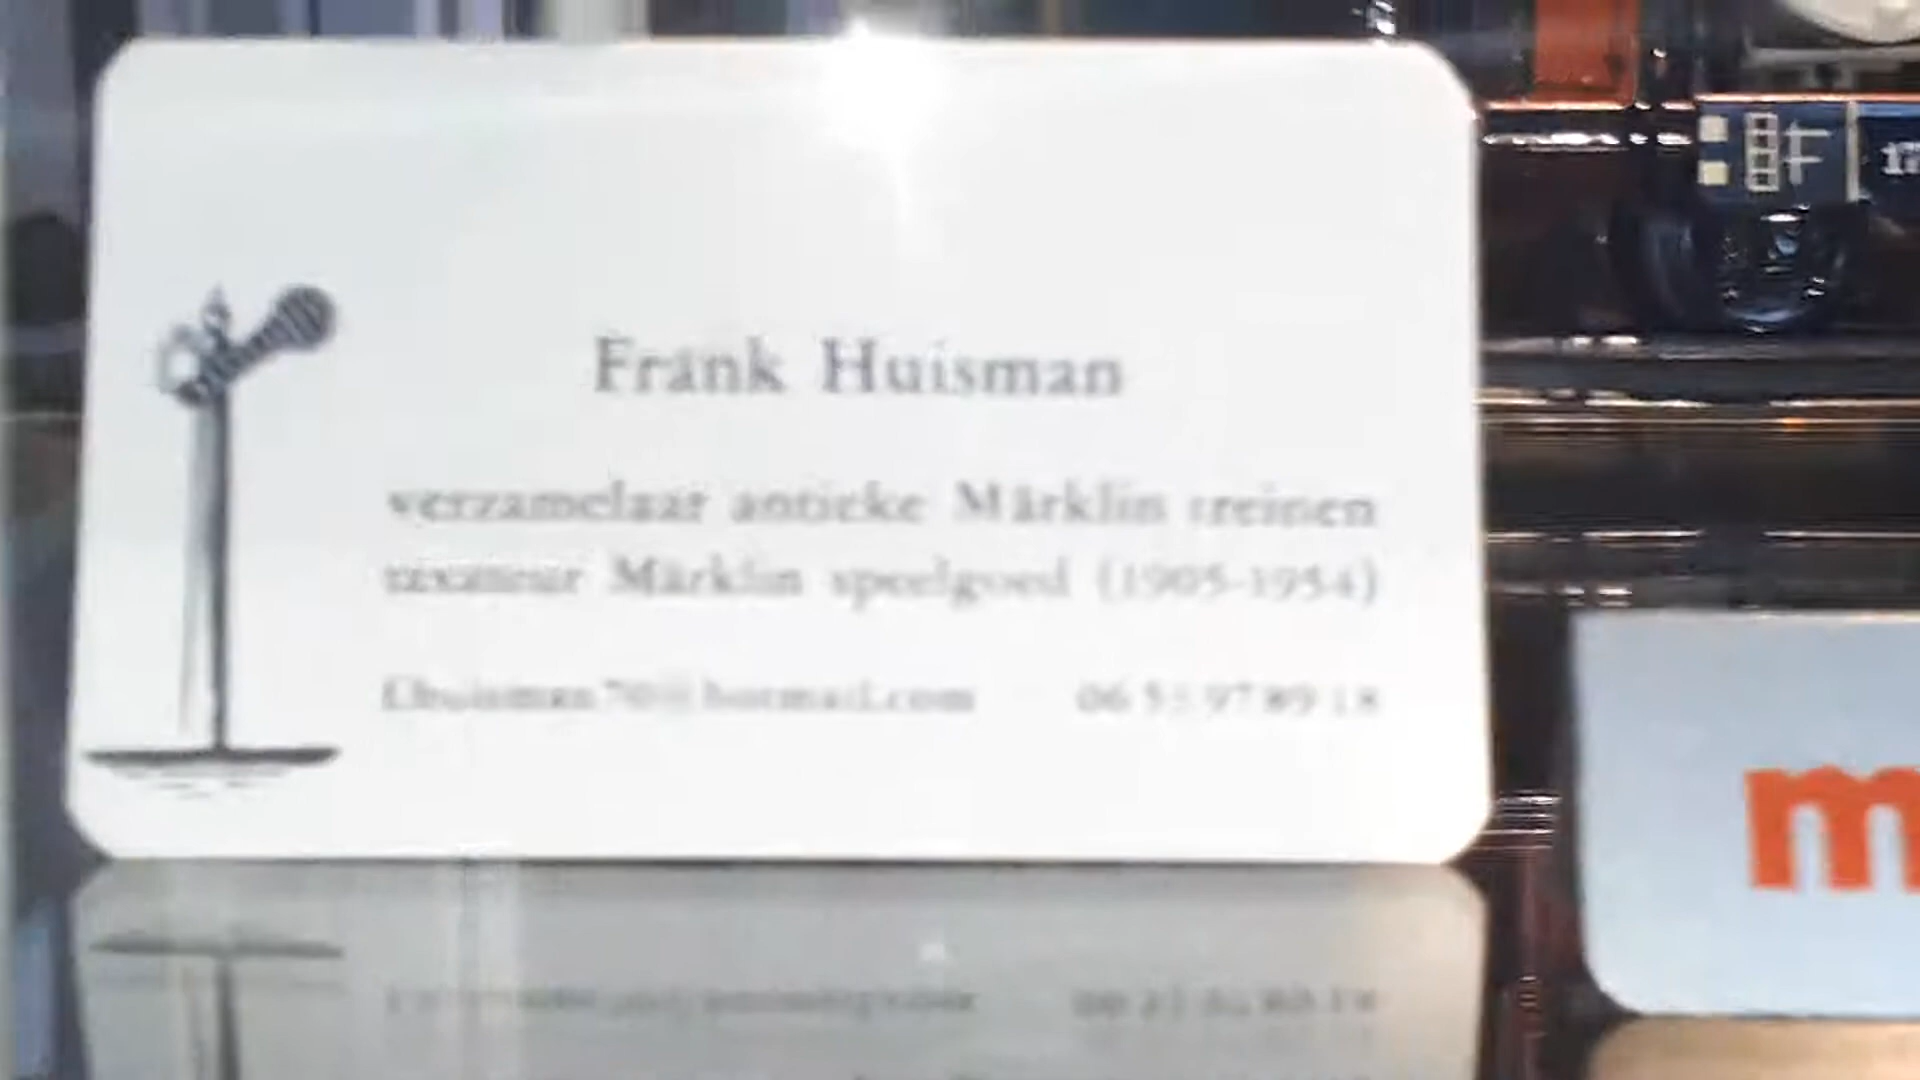 Frank Huisman
verzamelaar antieke Märklin treinen
taxateur Märklin speelgoed (1905-1954)
m